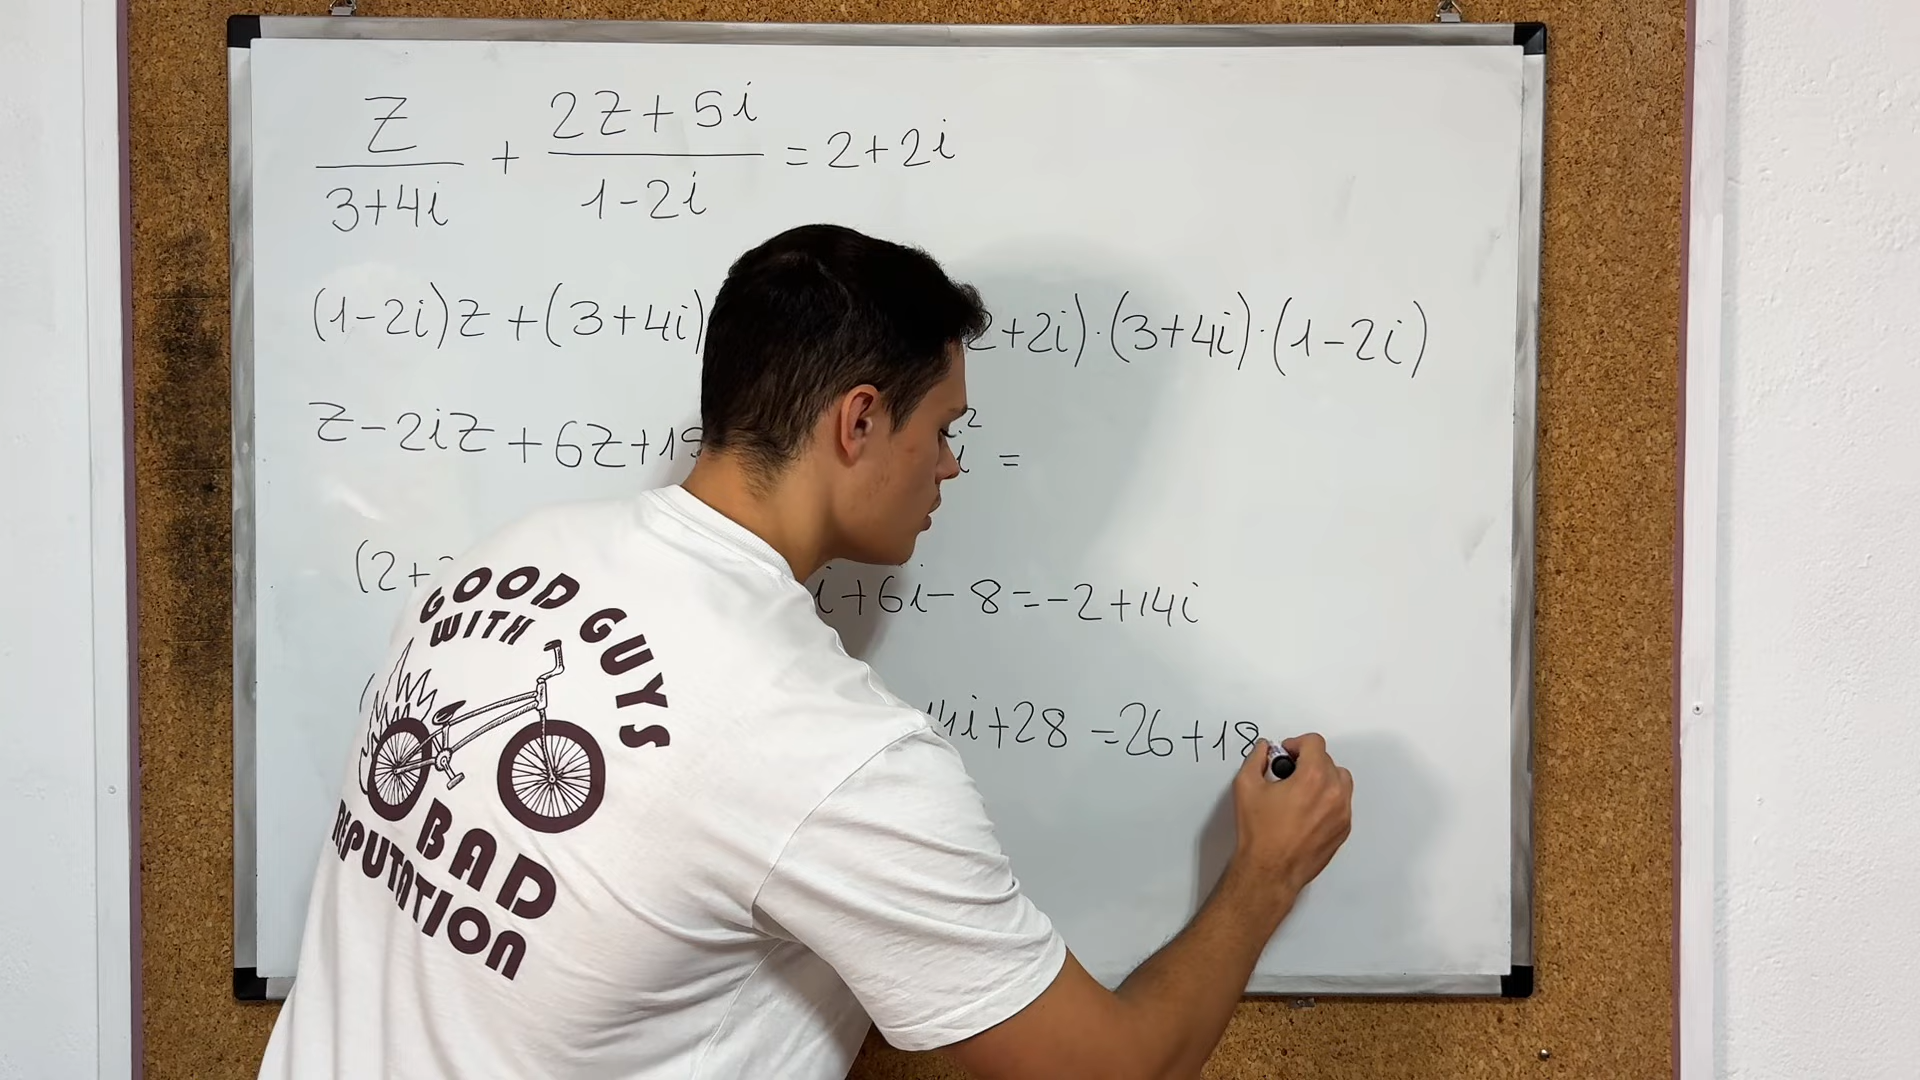 z/(3+4i) + (2z+5i)/(1-2i) = 2+2i
(1-2i)z + (3+4i) 2+2i)·(3+4i)·(1-2i)
z-2iz+6z+1 i² =
(2+ i+6i-8=-2+14i
14i+28 =26+18
GOOD GUYS
WITH
BAD
REPUTATION